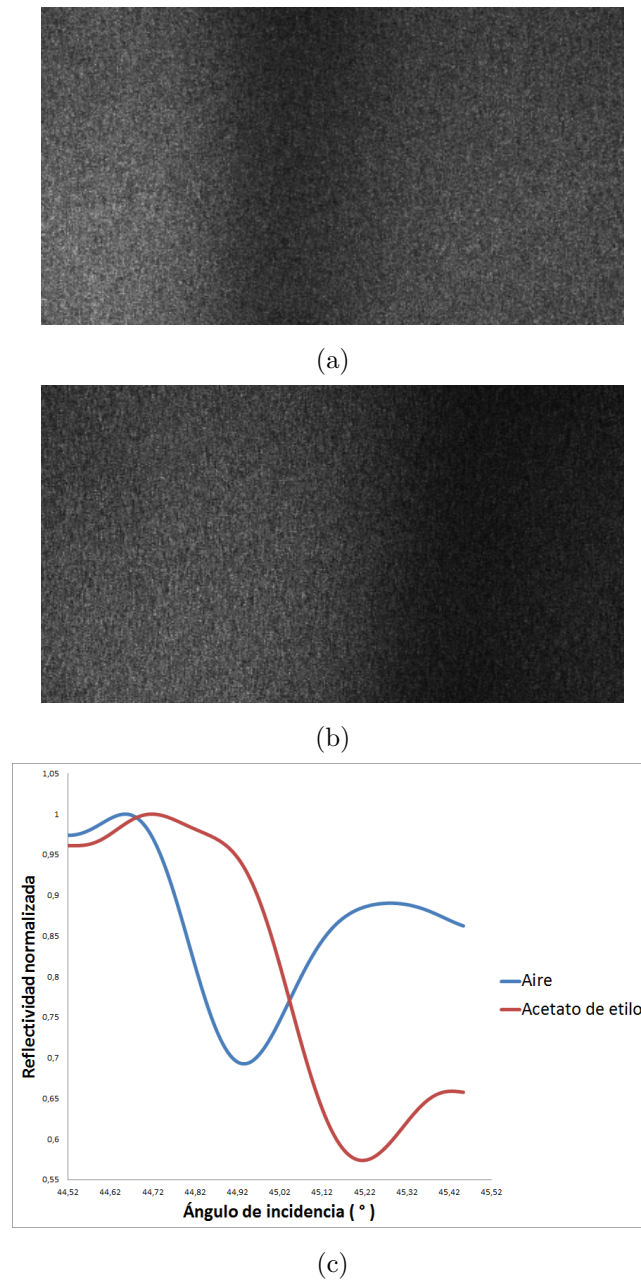 (a)
(b)
1,05
1
0,95
0,9
0,85
0,8
0,75
0,7
0,65
0,6
0,55
Reflectividad normalizada
Aire
Acetato de etilo
44,52 44,62 44,72 44,82 44,92 45,02 45,12 45,22 45,32 45,42 45,52
Ángulo de incidencia ( ° )
(c)